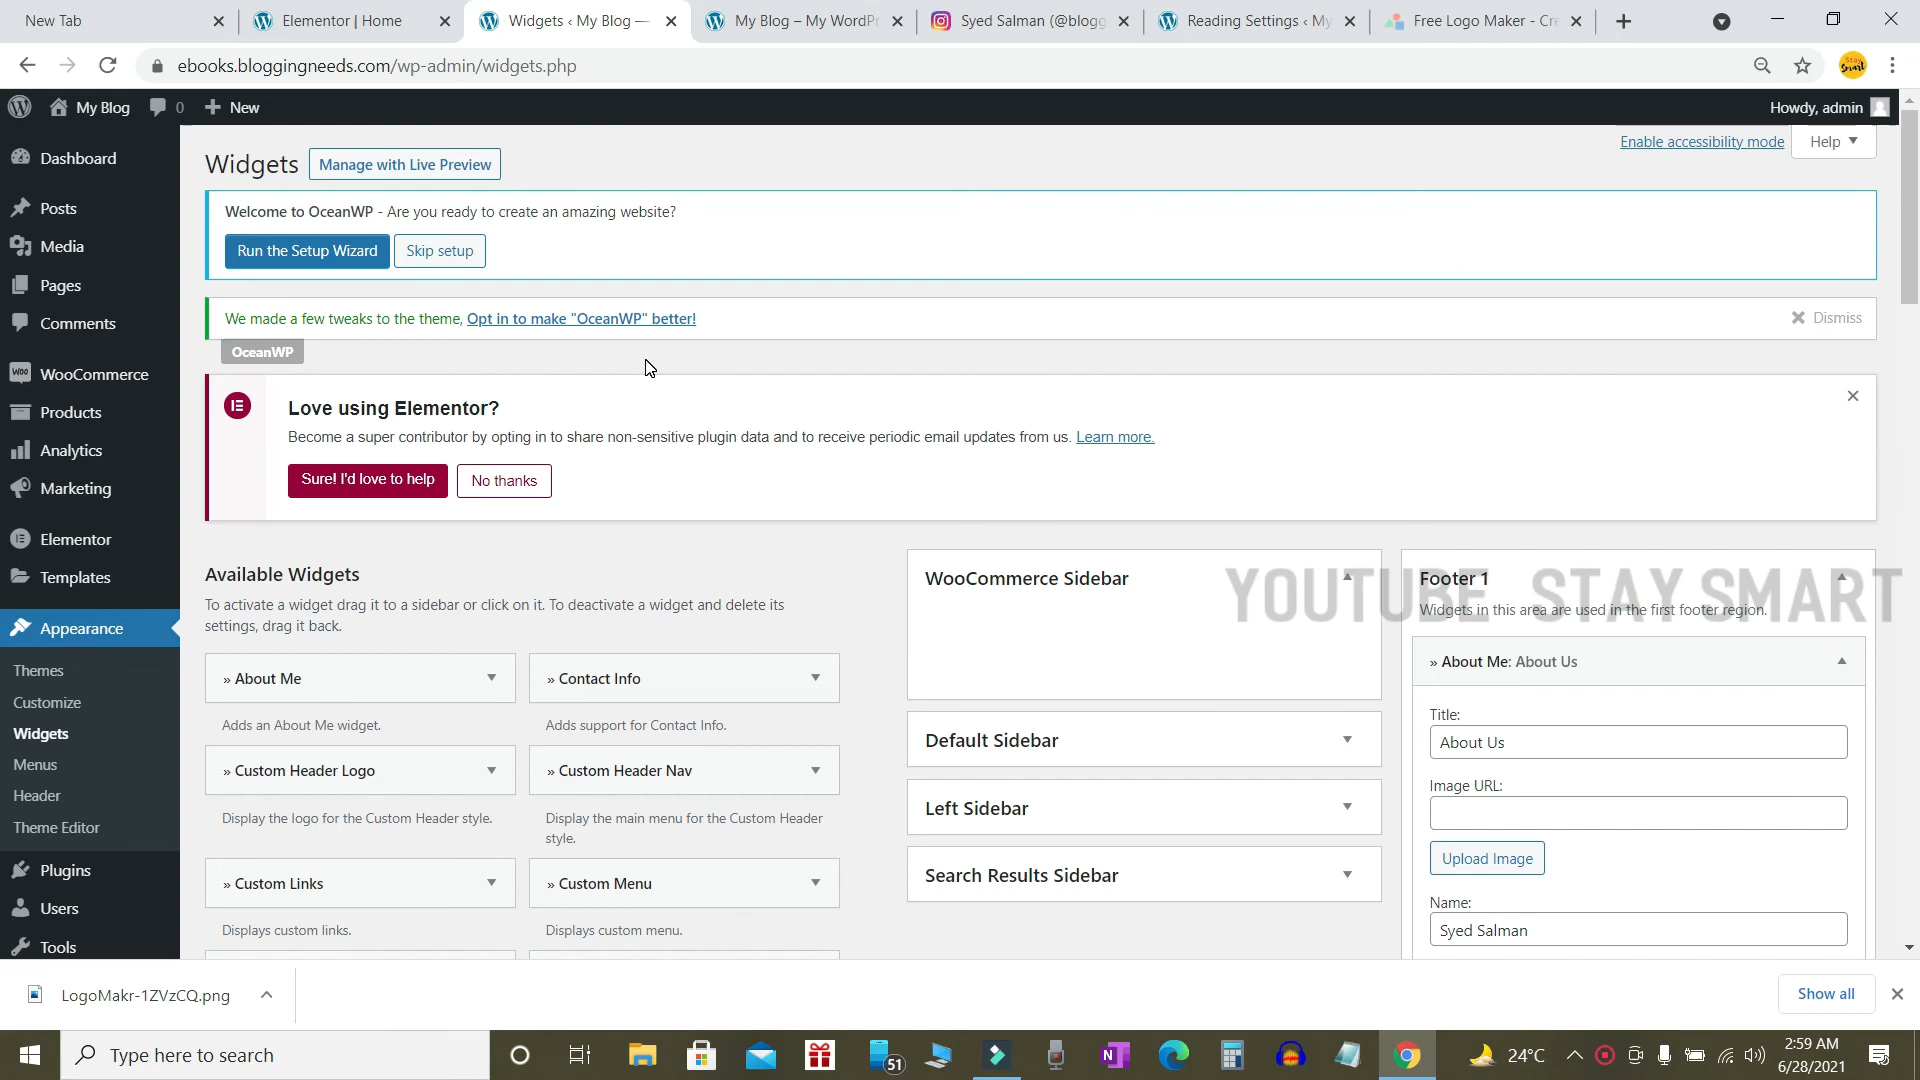 New Tab
Elementor | Home
Widgets ‹ My Blog —
My Blog – My WordPr
Syed Salman (@blogg
Reading Settings ‹ My
Free Logo Maker - Cre
ebooks.bloggingneeds.com/wp-admin/widgets.php
My Blog
0
New
Howdy, admin
Dashboard
Posts
Media
Pages
Comments
WooCommerce
Products
Analytics
Marketing
Elementor
Templates
Appearance
Themes
Customize
Widgets
Menus
Header
Theme Editor
Plugins
Users
Tools
Enable accessibility mode
Help
Widgets
Manage with Live Preview
Welcome to OceanWP - Are you ready to create an amazing website?
Run the Setup Wizard
Skip setup
We made a few tweaks to the theme, Opt in to make "OceanWP" better!
Dismiss
OceanWP
Love using Elementor?
Become a super contributor by opting in to share non-sensitive plugin data and to receive periodic email updates from us. Learn more.
Sure! I'd love to help
No thanks
Available Widgets
To activate a widget drag it to a sidebar or click on it. To deactivate a widget and delete its
settings, drag it back.
» About Me
Adds an About Me widget.
» Contact Info
Adds support for Contact Info.
» Custom Header Logo
Display the logo for the Custom Header style.
» Custom Header Nav
Display the main menu for the Custom Header
style.
» Custom Links
Displays custom links.
» Custom Menu
Displays custom menu.
WooCommerce Sidebar
Default Sidebar
Left Sidebar
Search Results Sidebar
YOUTUBE STAY SMART
Footer 1
Widgets in this area are used in the first footer region.
» About Me: About Us
Title:
About Us
Image URL:
Upload Image
Name:
Syed Salman
LogoMakr-1ZVzCQ.png
Show all
Type here to search
51
24°C
2:59 AM
6/28/2021